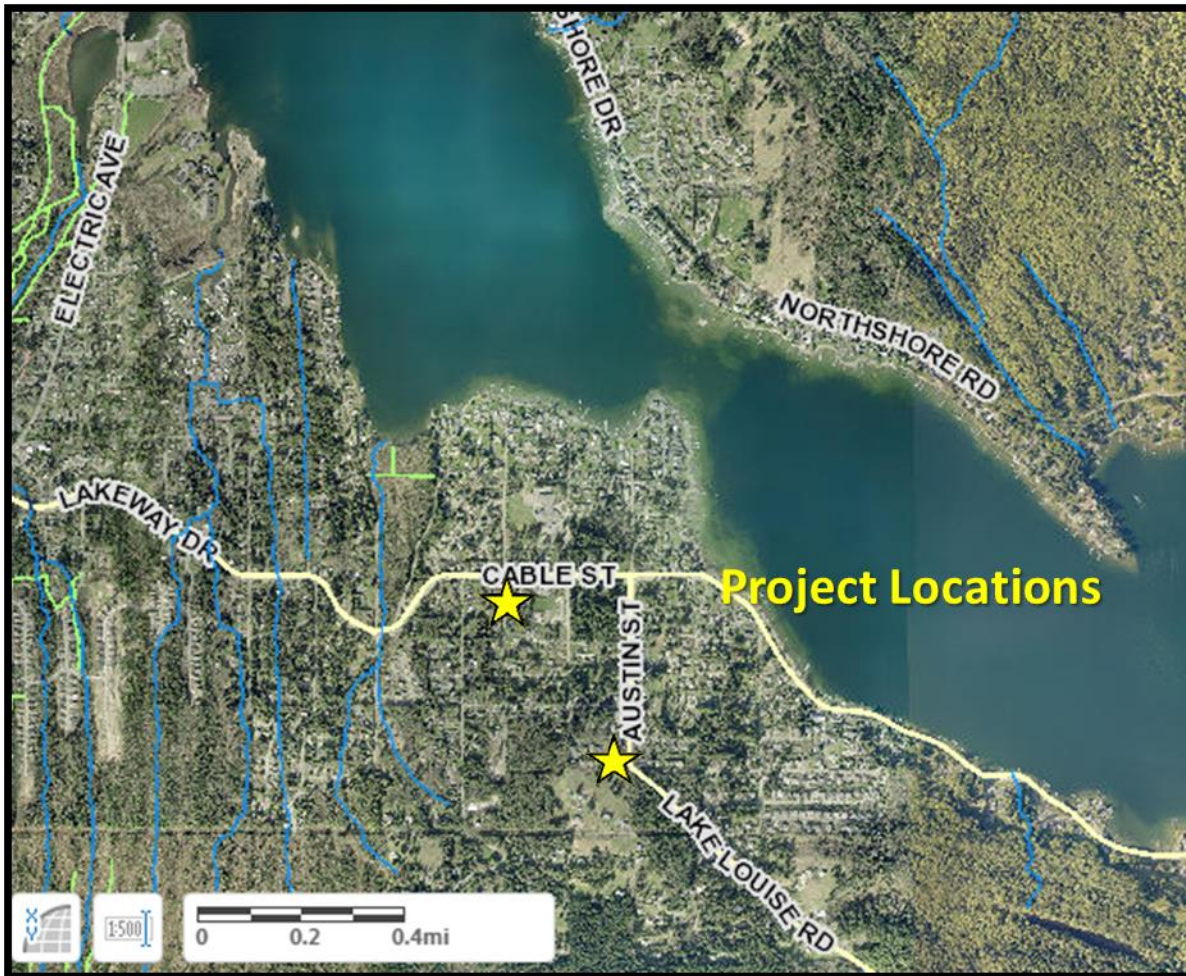 SHORE DR
ELECTRIC AVE
NORTHSHORE RD
LAKEWAY DR
CABLE ST
Project Locations
AUSTIN ST
LAKE LOUISE RD
XY
1:500
0 0.2 0.4mi